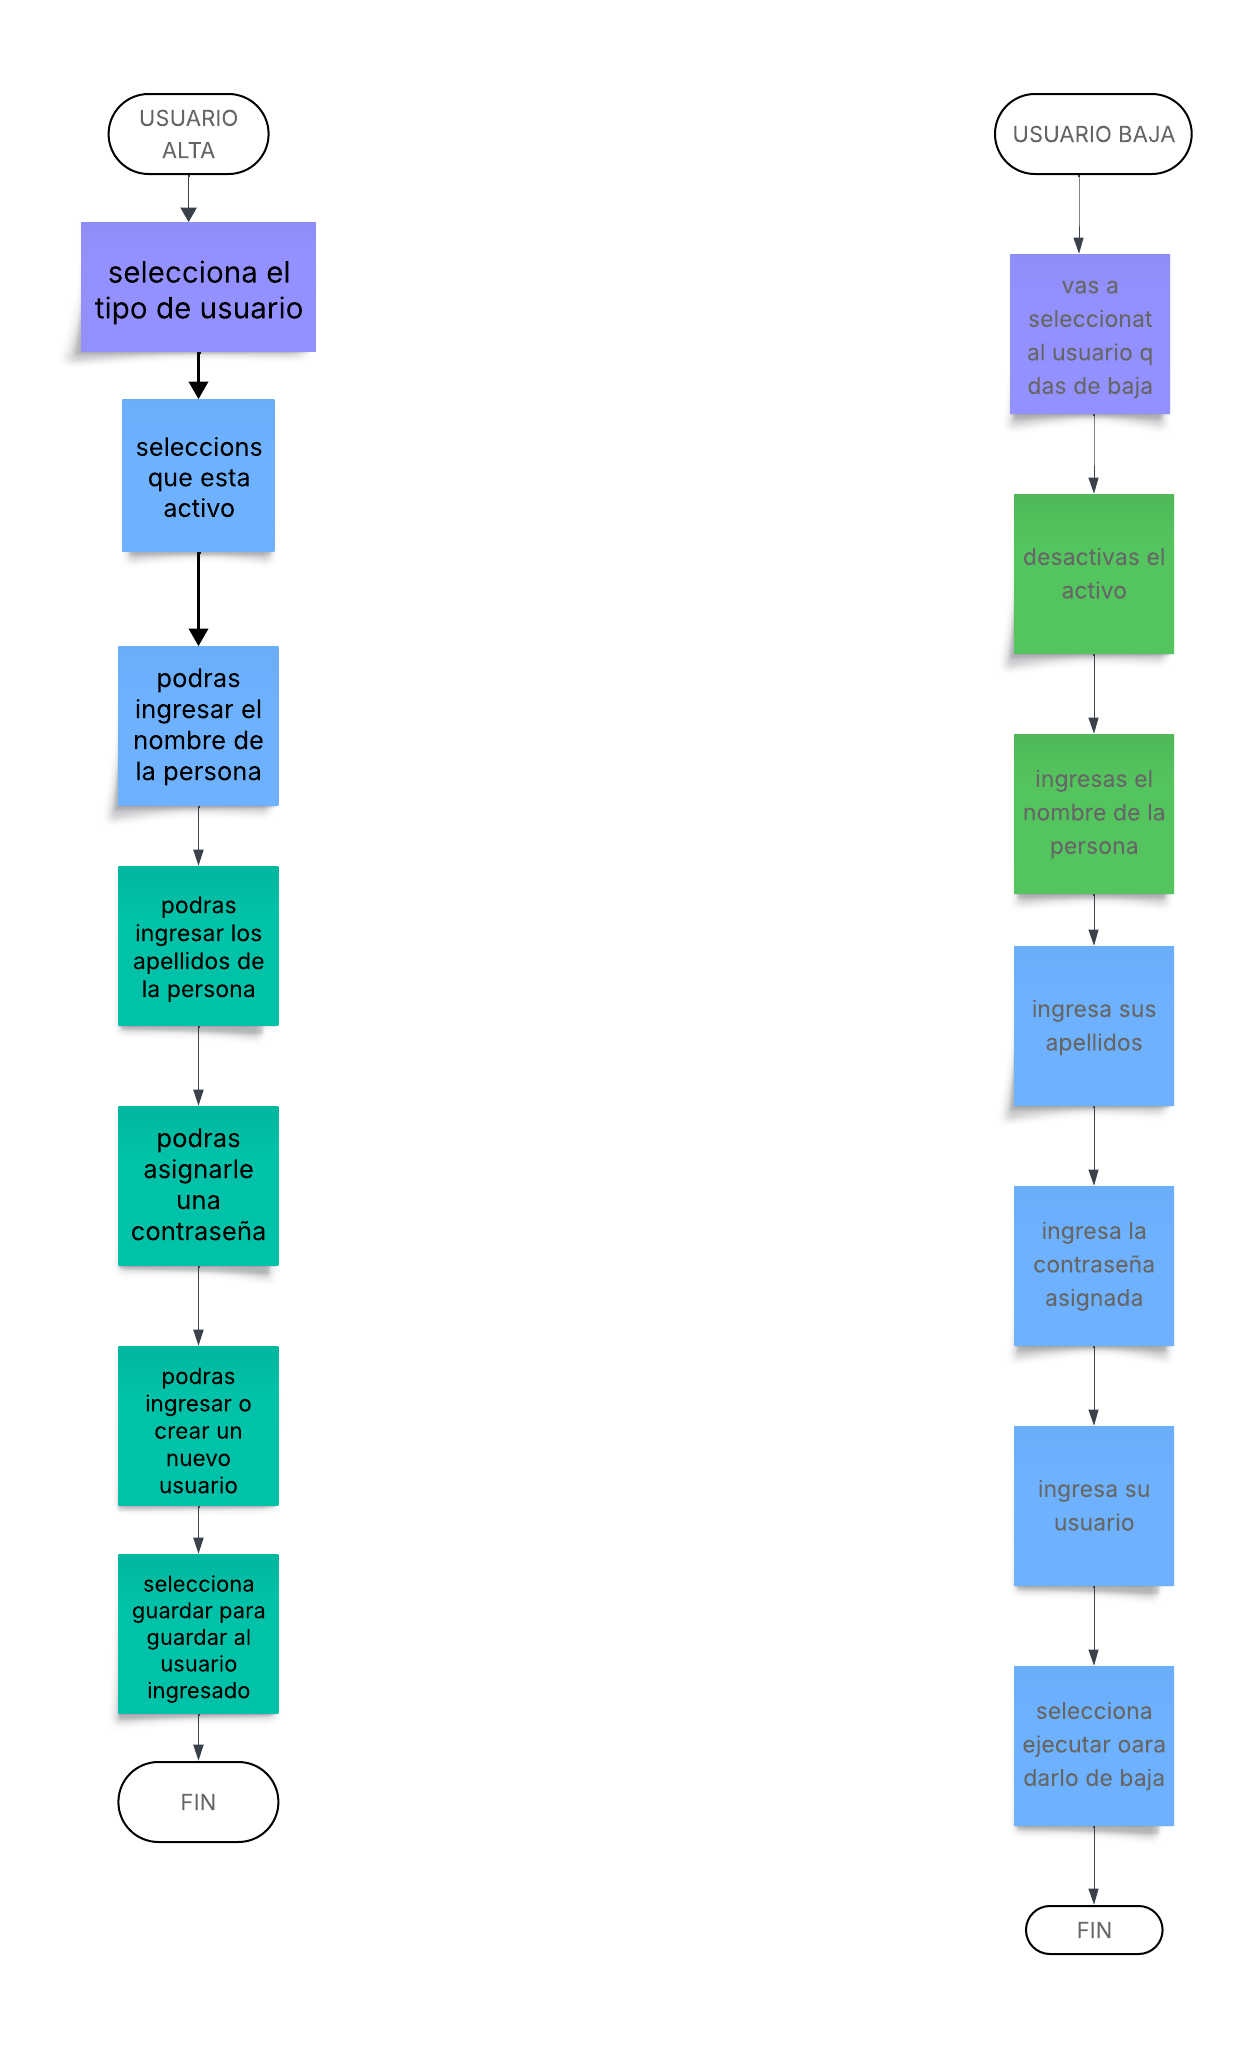 USUARIO
ALTA
selecciona el
tipo de usuario
seleccions
que esta
activo
podras
ingresar el
nombre de
la persona
podras
ingresar los
apellidos de
la persona
podras
asignarle
una
contraseña
podras
ingresar o
crear un
nuevo
usuario
selecciona
guardar para
guardar al
usuario
ingresado
FIN
USUARIO BAJA
vas a
seleccionat
al usuario q
das de baja
desactivas el
activo
ingresas el
nombre de la
persona
ingresa sus
apellidos
ingresa la
contraseña
asignada
ingresa su
usuario
selecciona
ejecutar oara
darlo de baja
FIN